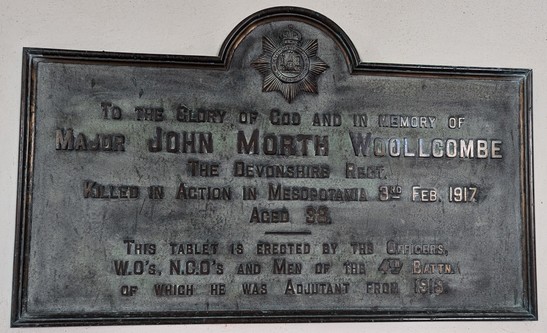 To the Glory of God and in memory of
Major John Morth Woollcombe
The Devonshire Regt.
Killed in Action in Mesopotamia 3rd Feb. 1917
Aged
This tablet is erected by the Officers,
W.O's, N.C.O's and Men of the 4th Battn.
of which he was Adjutant from